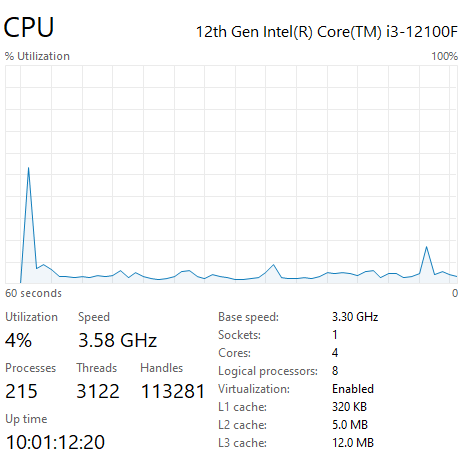 CPU 12th Gen Intel(R) Core(TM) i3-12100F
% Utilization 100%
60 seconds 0
Utilization Speed
4% 3.58 GHz
Processes Threads Handles
215 3122 113281
Up time
10:01:12:20
Base speed: 3.30 GHz
Sockets: 1
Cores: 4
Logical processors: 8
Virtualization: Enabled
L1 cache: 320 KB
L2 cache: 5.0 MB
L3 cache: 12.0 MB